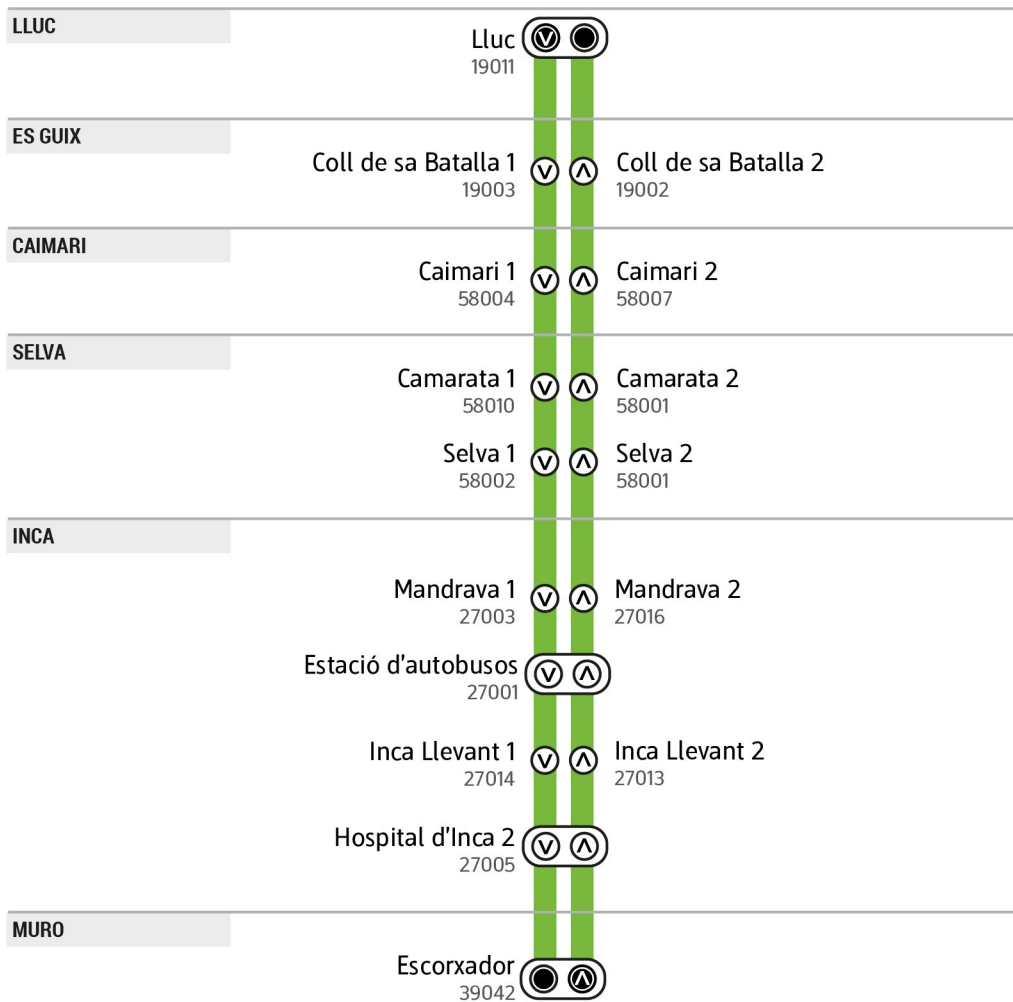 LLUC
Lluc
19011
ES GUIX
Coll de sa Batalla 1
19003
Coll de sa Batalla 2
19002
CAIMARI
Caimari 1
58004
Caimari 2
58007
SELVA
Camarata 1
58010
Camarata 2
58001
Selva 1
58002
Selva 2
58001
INCA
Mandrava 1
27003
Mandrava 2
27016
Estació d'autobusos
27001
Inca Llevant 1
27014
Inca Llevant 2
27013
Hospital d'Inca 2
27005
MURO
Escorxador
39042